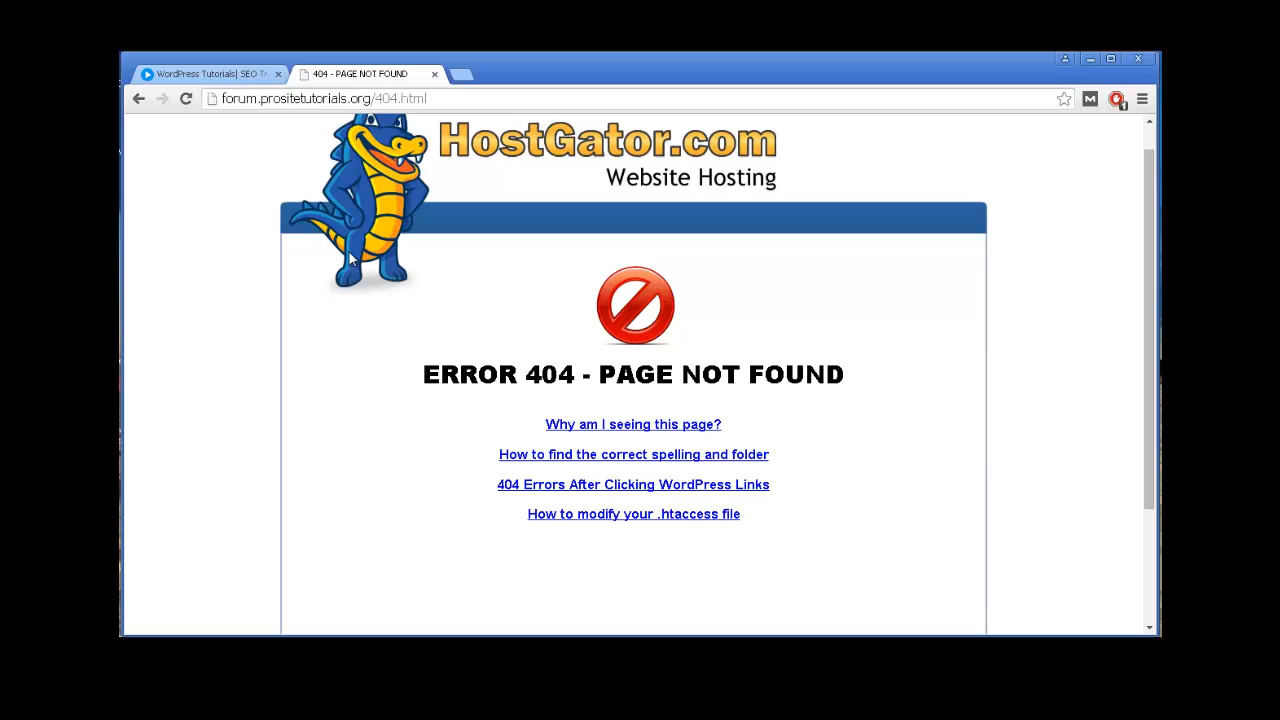 WordPress Tutorials| SEO Tr
404 - PAGE NOT FOUND
forum.prositetutorials.org/404.html
M
1
HostGator.com
Website Hosting
ERROR 404 - PAGE NOT FOUND
Why am I seeing this page?
How to find the correct spelling and folder
404 Errors After Clicking WordPress Links
How to modify your .htaccess file